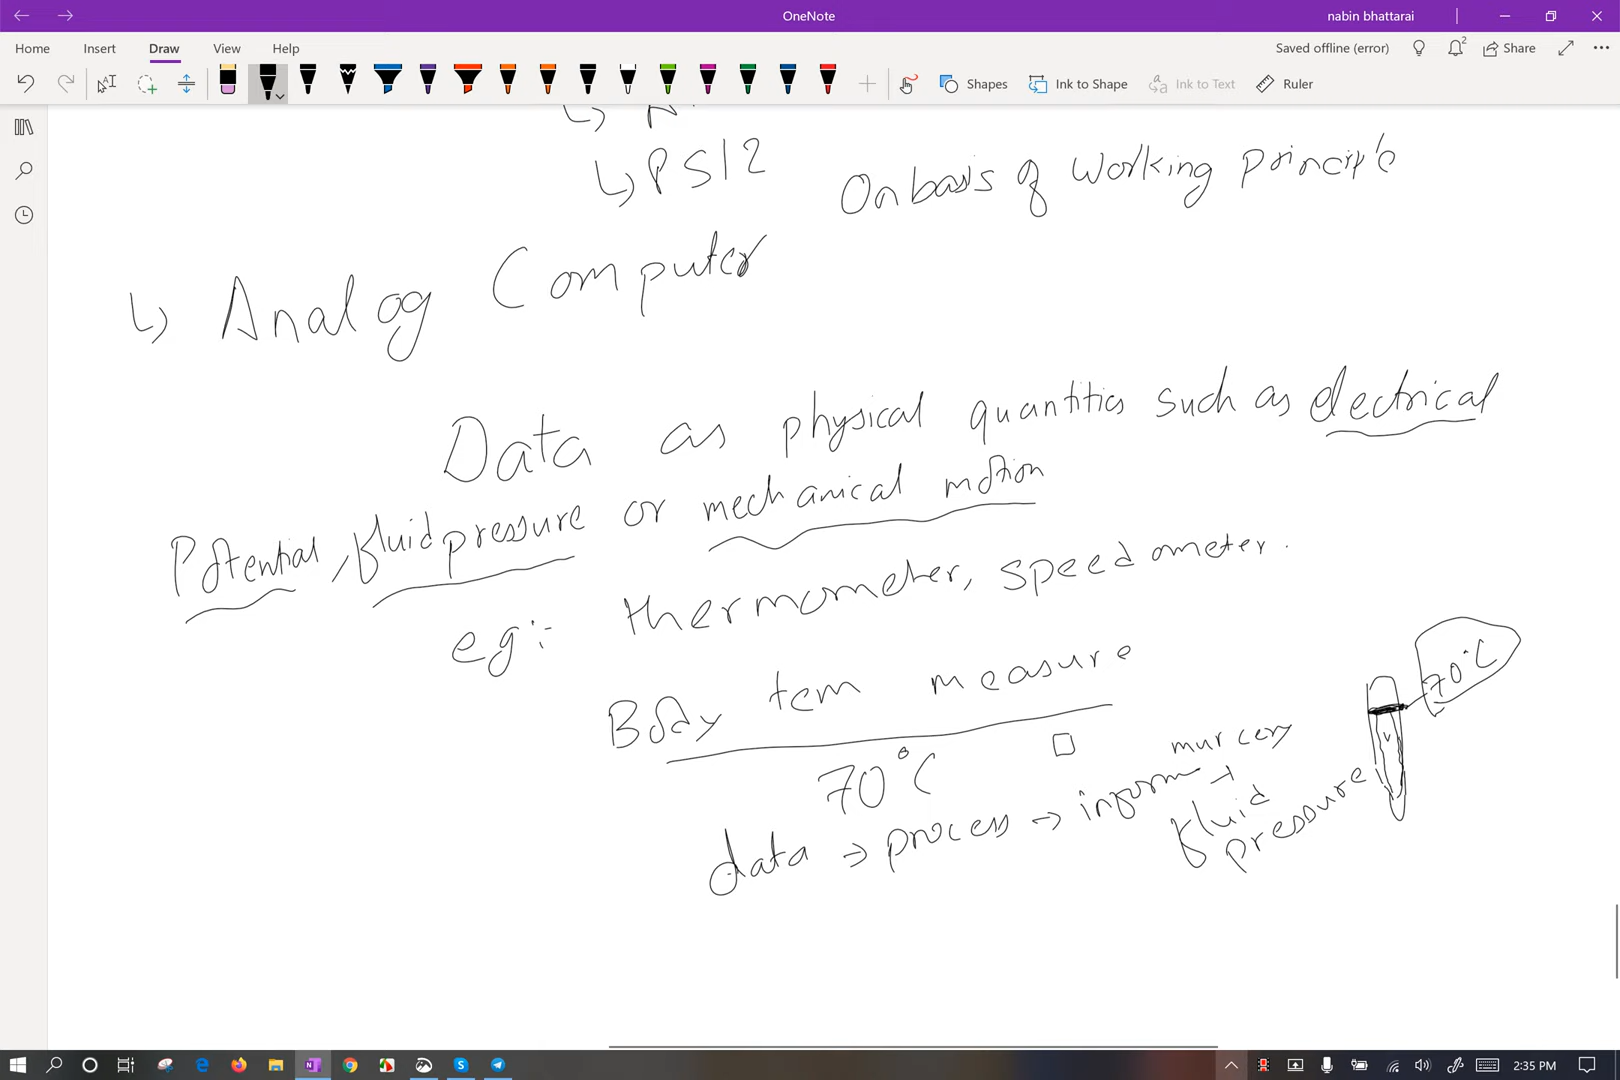 OneNote
nabin bhattarai
Home Insert Draw View Help
Saved offline (error)
2
Share
Shapes
Ink to Shape
Ink to Text
Ruler
↳ PS/2
On basis of working principle
↳ Analog Computer
Data as physical quantities such as electrical
Potential, fluid pressure or mechanical motion
eg:- thermometer, speedometer.
Body tem measure
70°C
70°C
murcery
data → process → inform
fluid
pressure
2:35 PM